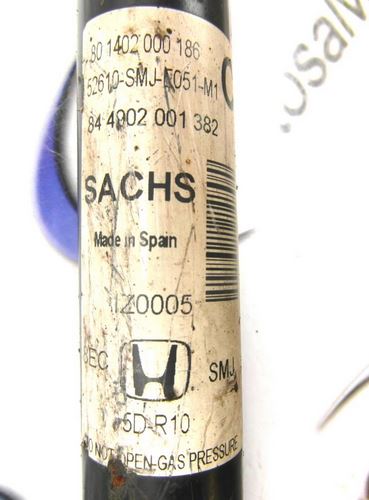 80 1402 000 186
52610-SMJ-E051-M1
84 4902 001 382
SACHS
Made in Spain
1Z0005
SMJ
5D-R10
DO NOT OPEN-GAS PRESSURE